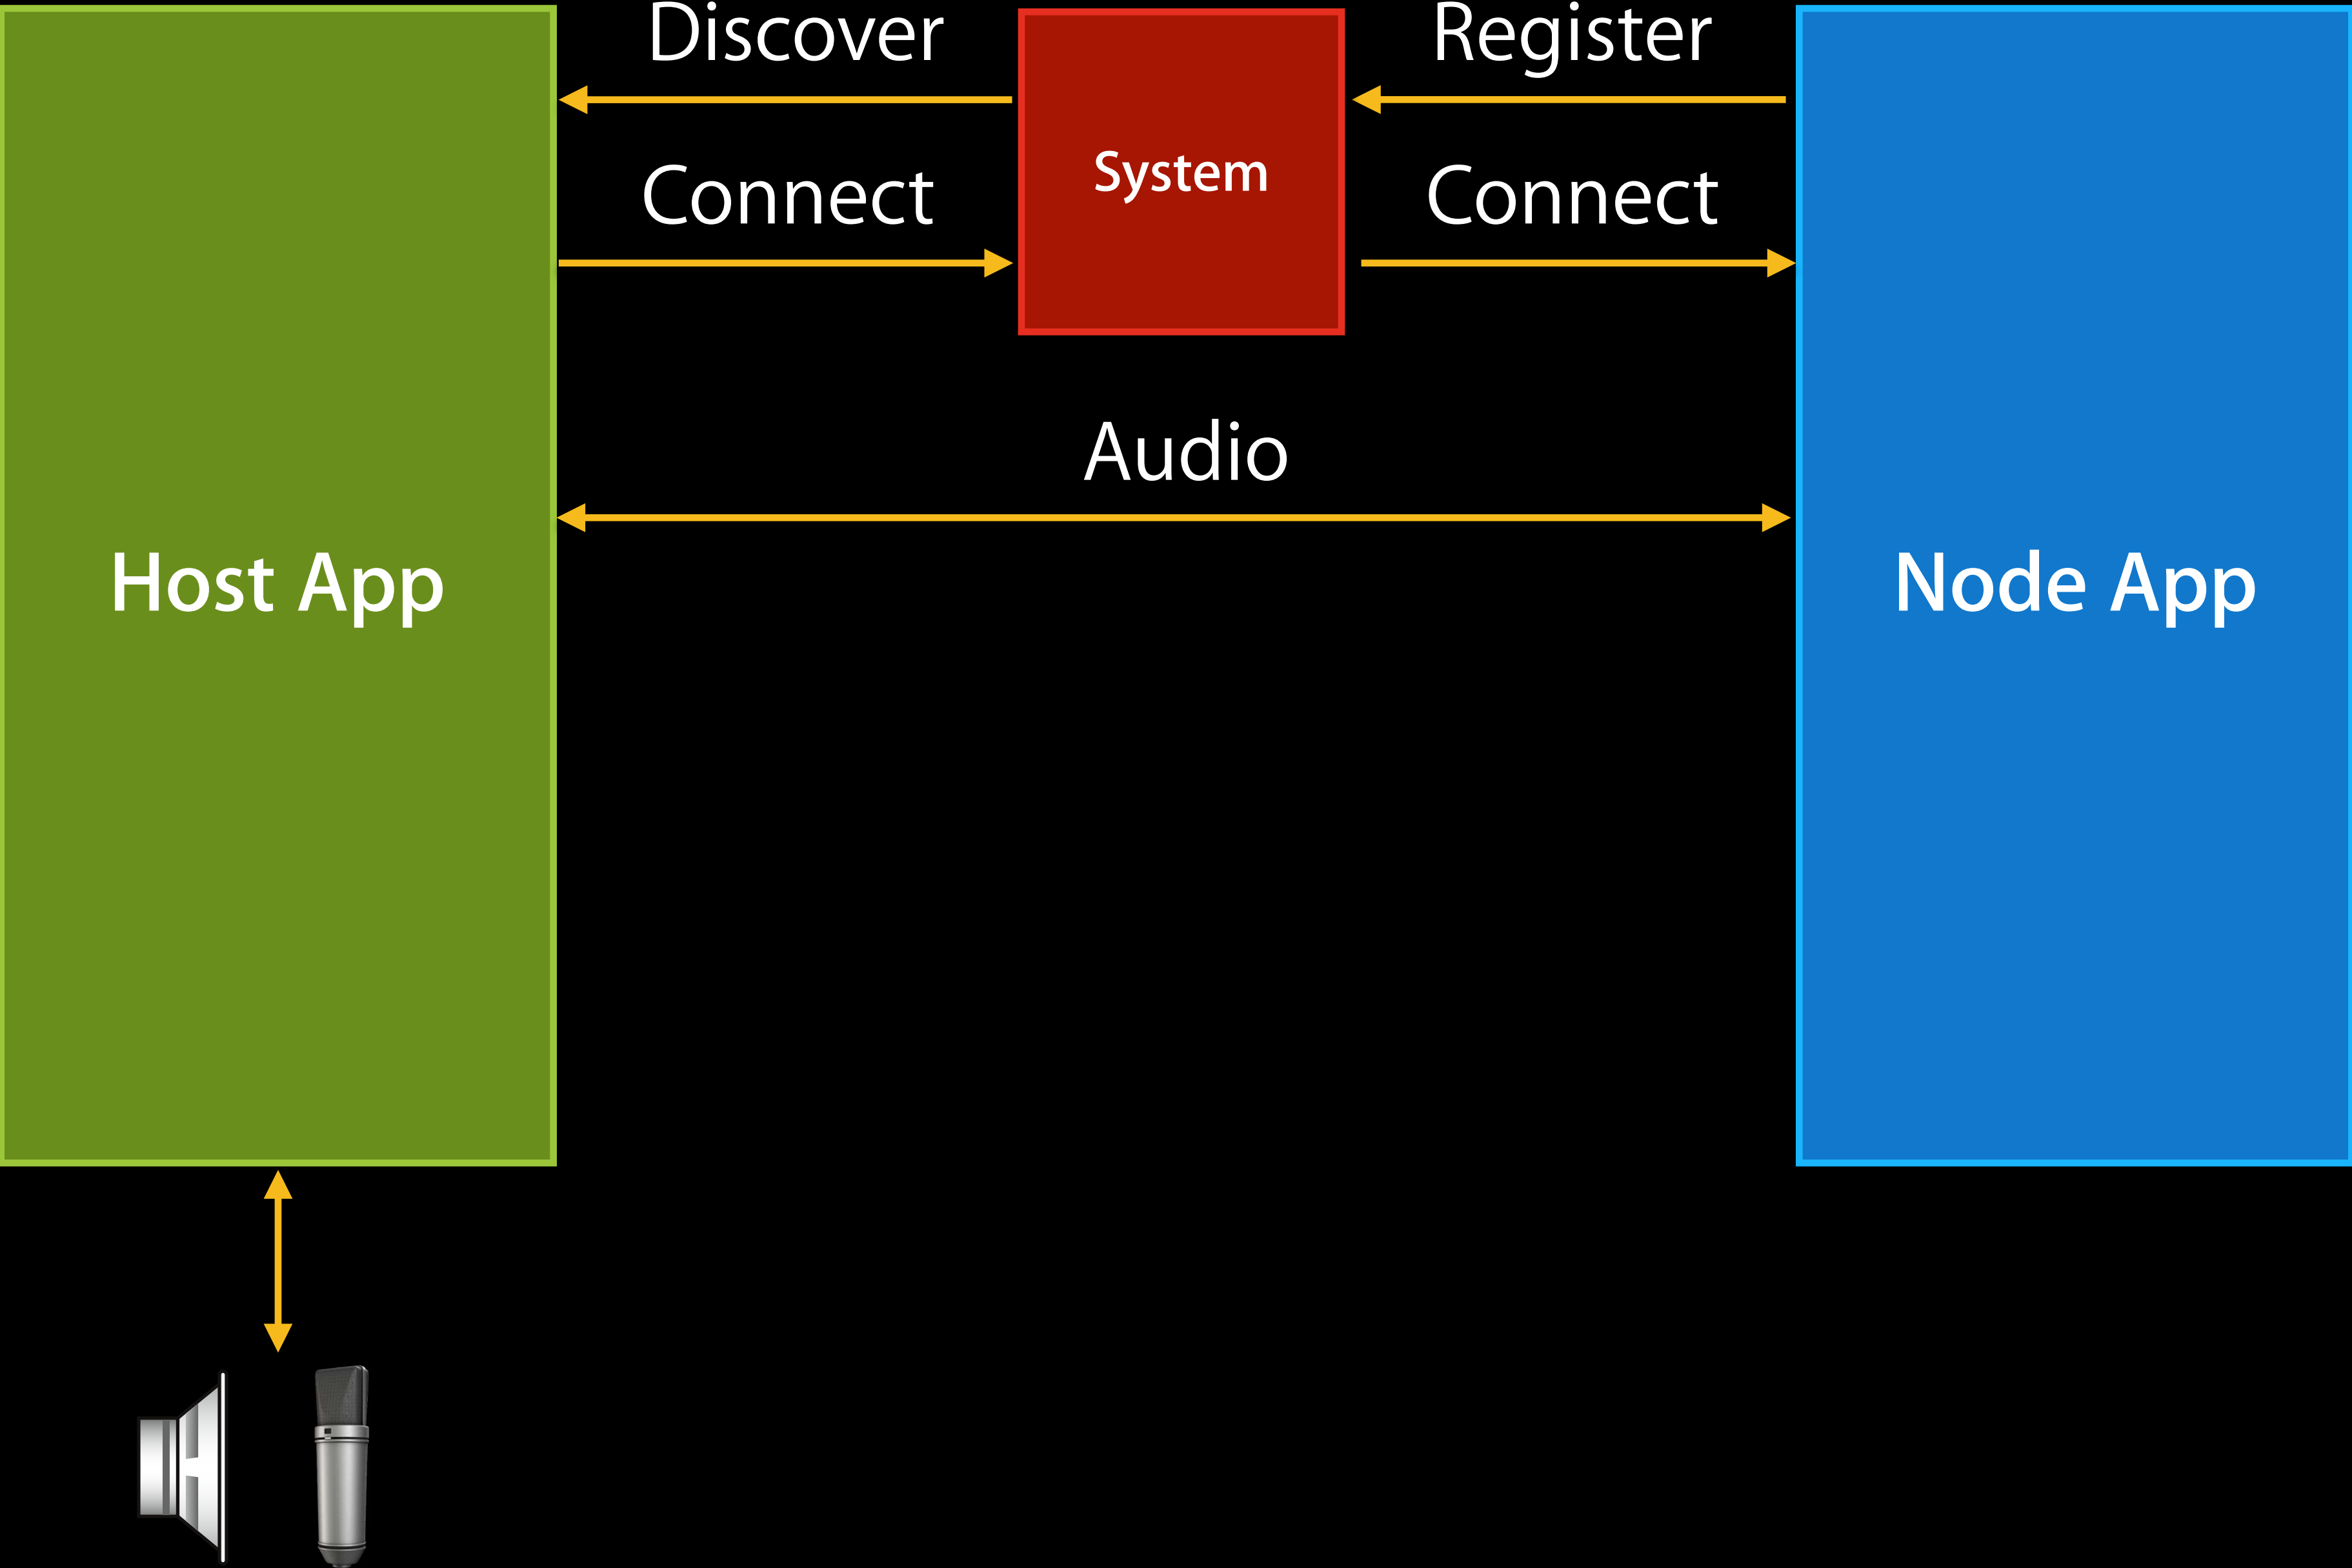 Discover
Register
System
Connect
Connect
Audio
Host App
Node App